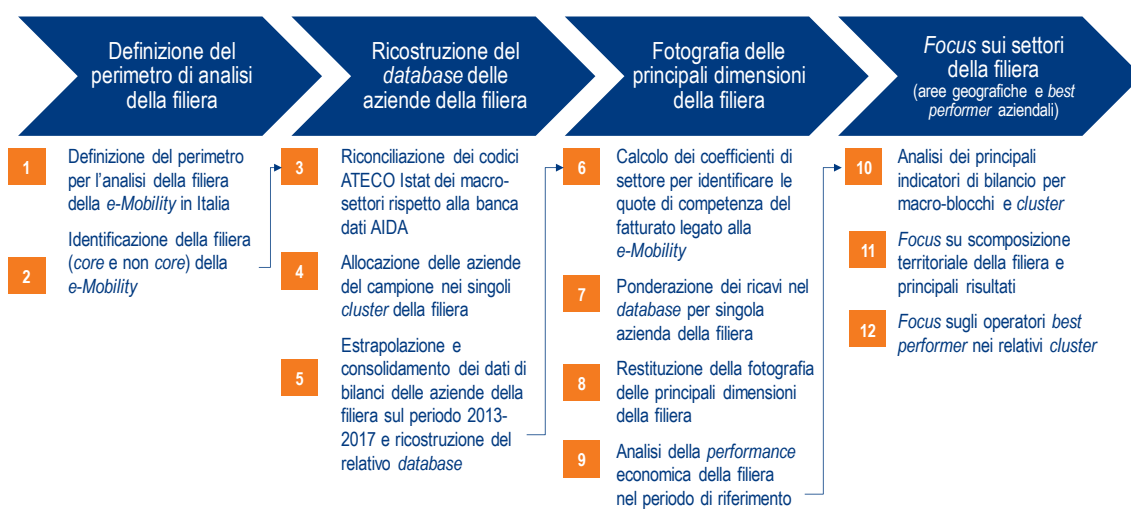 Definizione del
perimetro di analisi
della filiera
Ricostruzione del
database delle
aziende della filiera
Fotografia delle
principali dimensioni
della filiera
Focus sui settori
della filiera
(aree geografiche e best
performer aziendali)
1
Definizione del perimetro
per l'analisi della filiera
della e-Mobility in Italia
2
Identificazione della filiera
(core e non core) della
e-Mobility
3
Riconciliazione dei codici
ATECO Istat dei macro-
settori rispetto alla banca
dati AIDA
4
Allocazione delle aziende
del campione nei singoli
cluster della filiera
5
Estrapolazione e
consolidamento dei dati di
bilanci delle aziende della
filiera sul periodo 2013-
2017 e ricostruzione del
relativo database
6
Calcolo dei coefficienti di
settore per identificare le
quote di competenza del
fatturato legato alla
e-Mobility
7
Ponderazione dei ricavi nel
database per singola
azienda della filiera
8
Restituzione della fotografia
delle principali dimensioni
della filiera
9
Analisi della performance
economica della filiera
nel periodo di riferimento
10
Analisi dei principali
indicatori di bilancio per
macro-blocchi e cluster
11
Focus su scomposizione
territoriale della filiera e
principali risultati
12
Focus sugli operatori best
performer nei relativi cluster